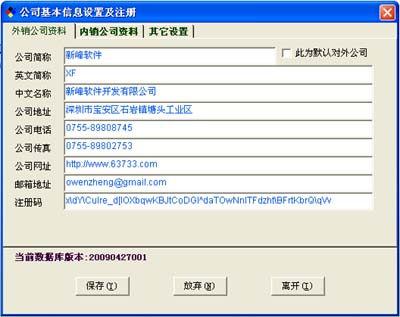 公司基本信息设置及注册
外销公司资料 内销公司资料 其它设置
公司简称 新峰软件 此为默认对外公司
英文简称 XF
中文名称 新峰软件开发有限公司
公司地址 深圳市宝安区石岩镇塘头工业区
公司电话 0755-89808745
公司传真 0755-89802753
公司网址 http://www.63733.com
邮箱地址 owenzheng@gmail.com
注册码
当前数据库版本:20090427001
保存(Y) 放弃(N) 离开(I)